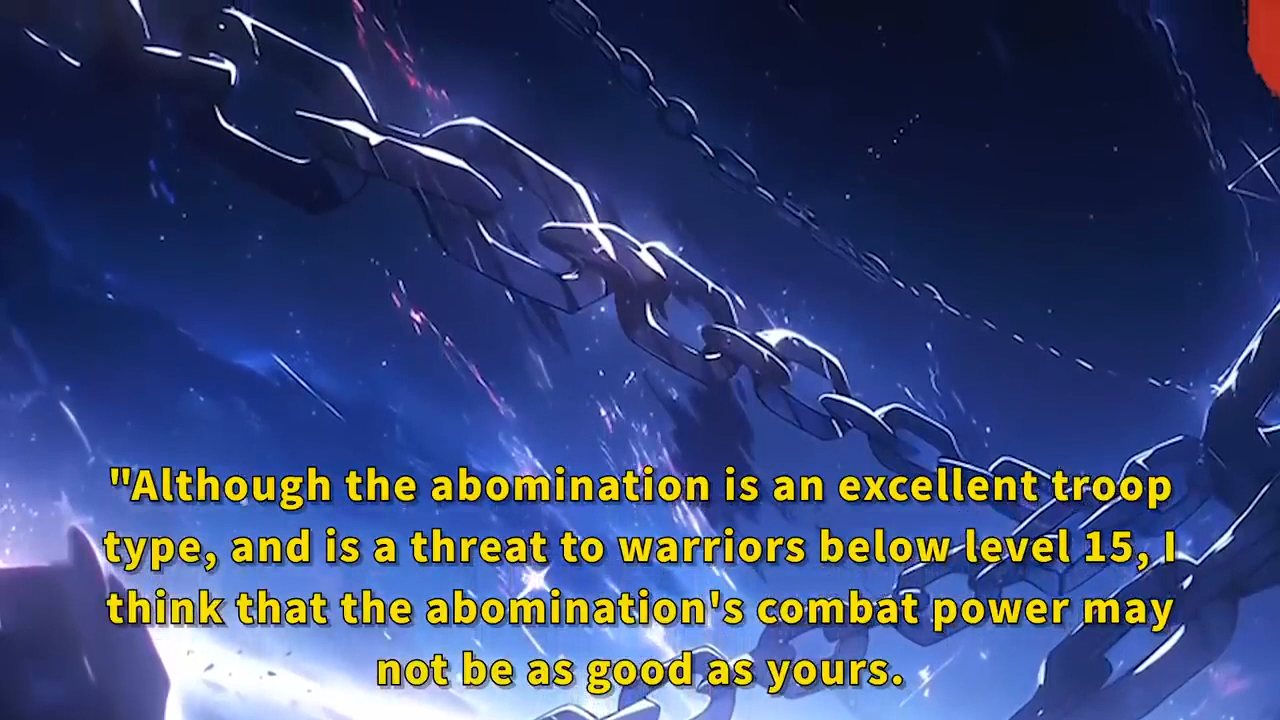 "Although the abomination is an excellent troop
type, and is a threat to warriors below level 15, I
think that the abomination's combat power may
not be as good as yours.